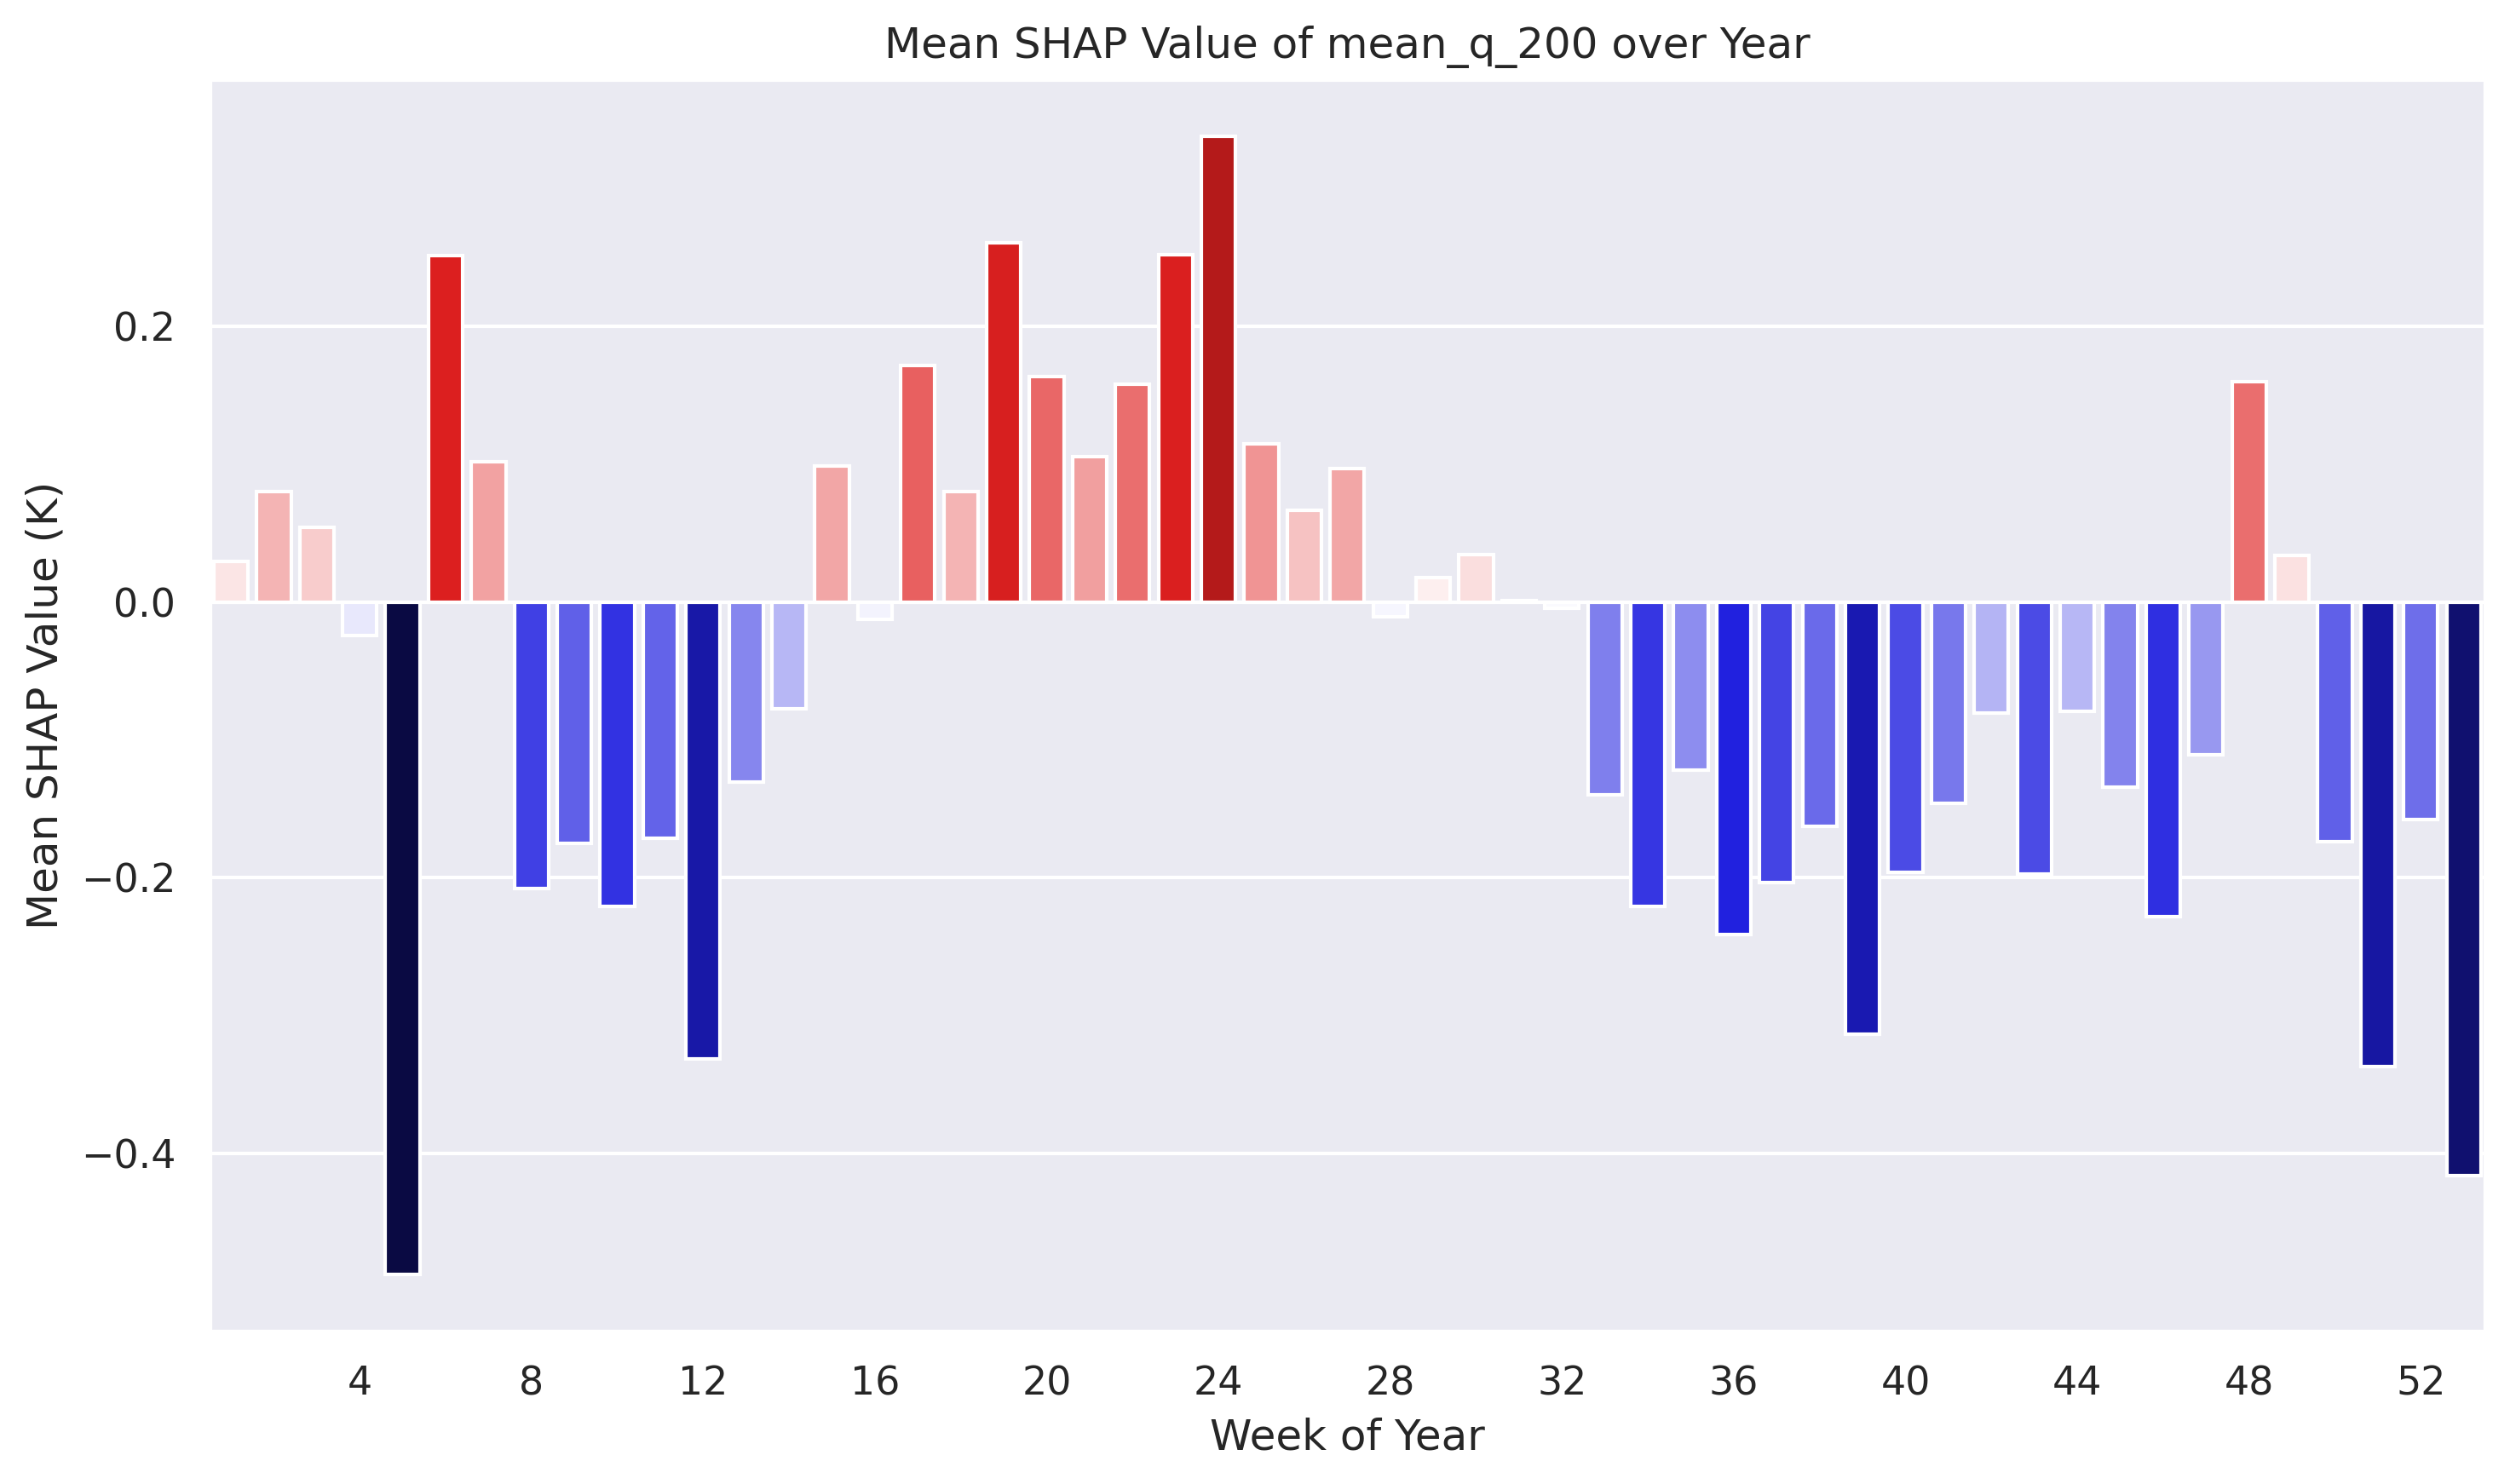 Mean SHAP Value of mean_q_200 over Year
Mean SHAP Value (K)
0.2
0.0
−0.2
−0.4
4 8 12 16 20 24 28 32 36 40 44 48 52
Week of Year